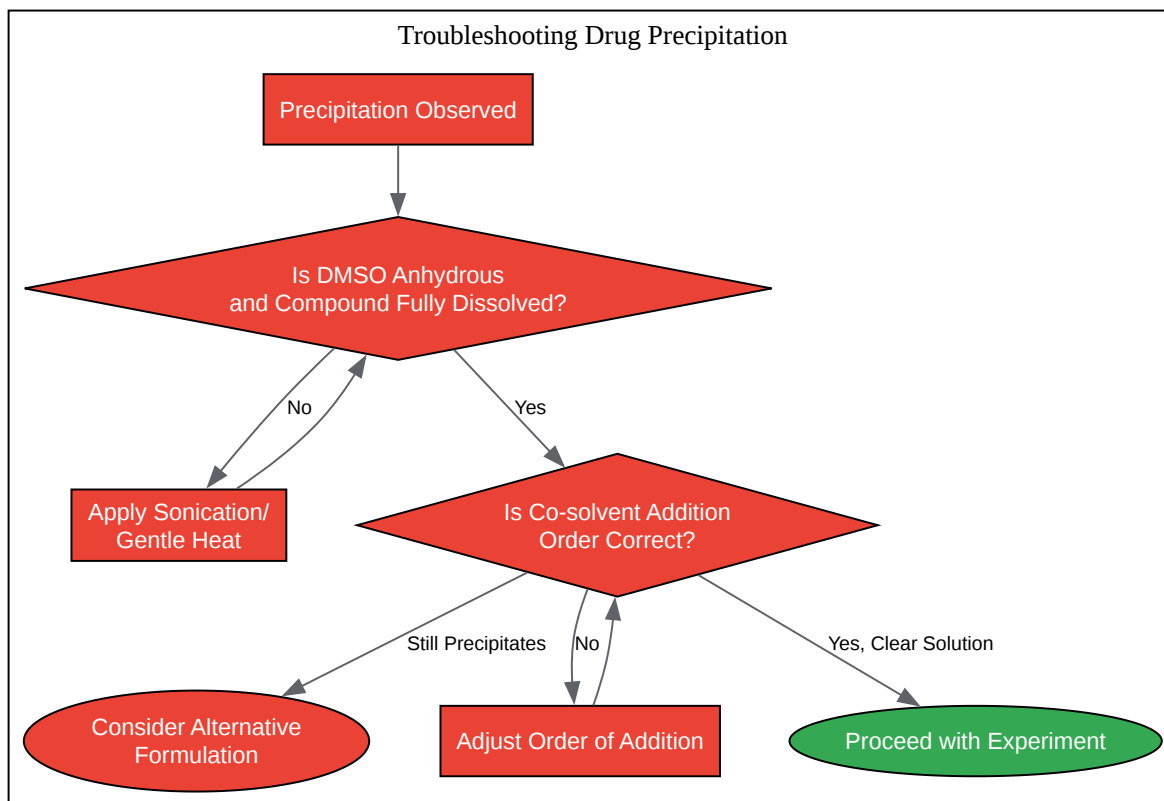 Troubleshooting Drug Precipitation
Precipitation Observed
Is DMSO Anhydrous
and Compound Fully Dissolved?
No
Yes
Apply Sonication/
Gentle Heat
Is Co-solvent Addition
Order Correct?
Still Precipitates
No
Yes, Clear Solution
Consider Alternative
Formulation
Adjust Order of Addition
Proceed with Experiment